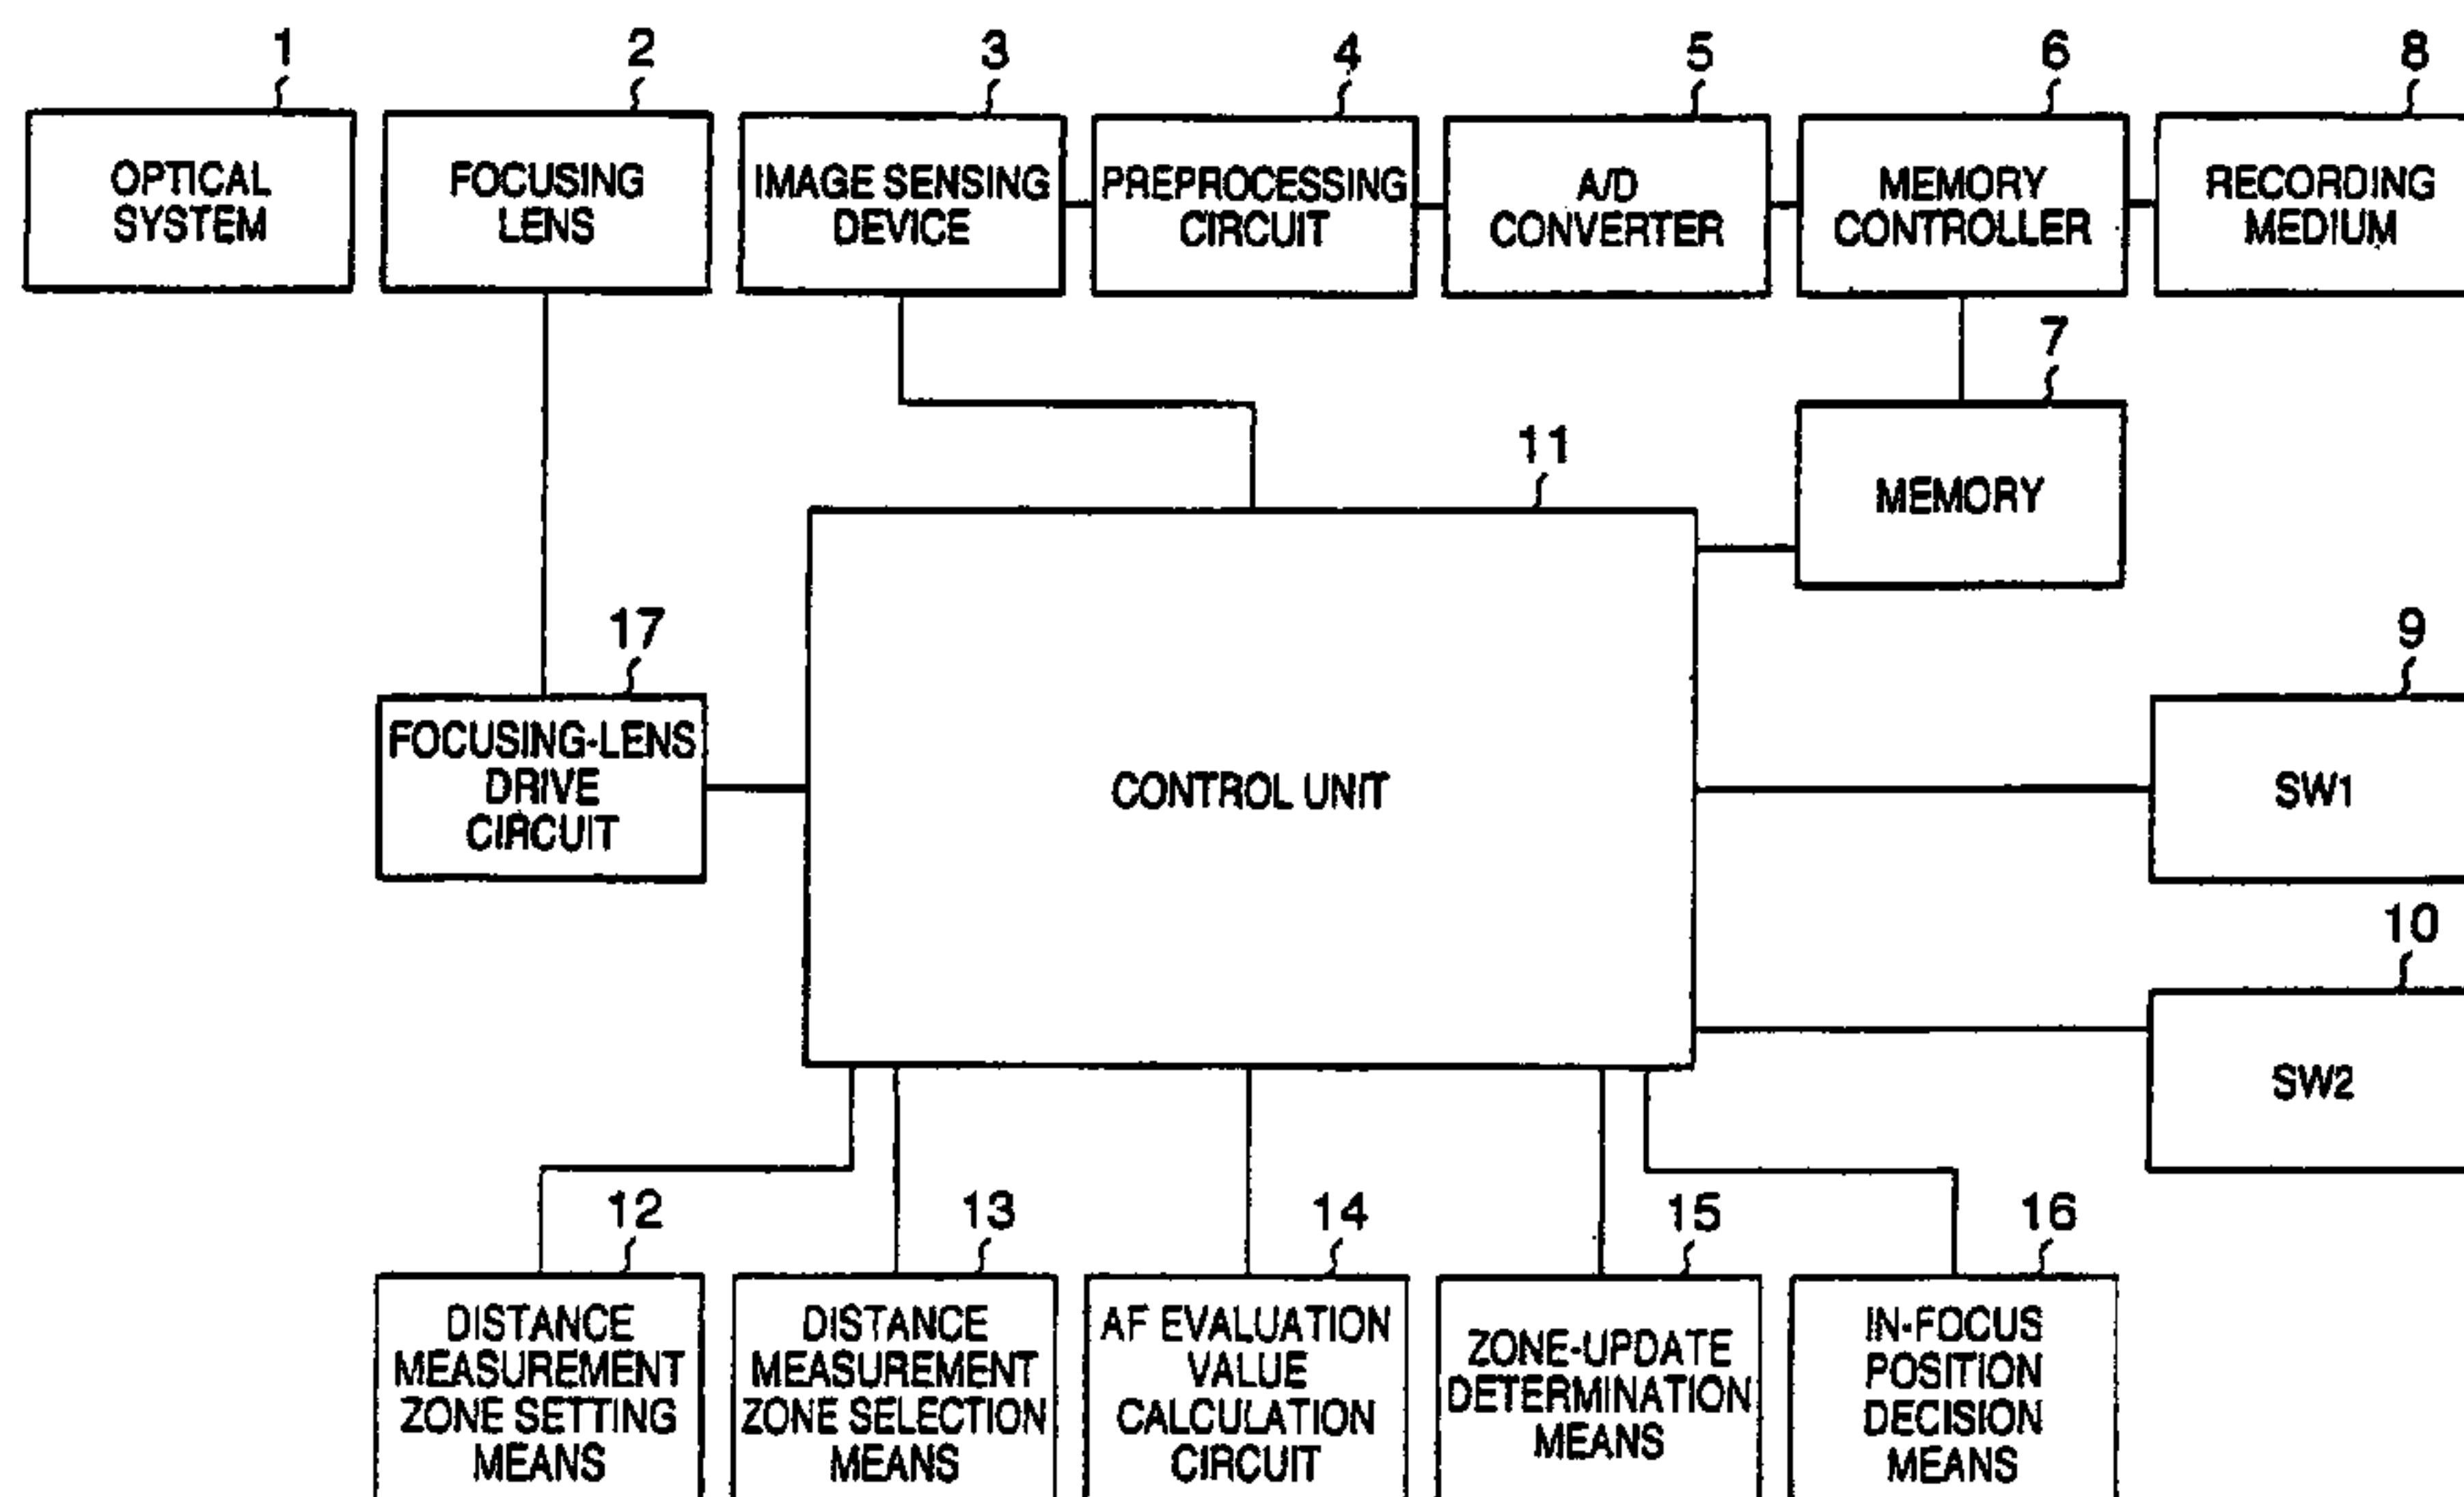 1
2
3
4
5
6
8
OPTICAL
SYSTEM
FOCUSING
LENS
IMAGE SENSING
DEVICE
PREPROCESSING
CIRCUIT
A/D
CONVERTER
MEMORY
CONTROLLER
RECORDING
MEDIUM
7
MEMORY
11
CONTROL UNIT
17
FOCUSING-LENS
DRIVE
CIRCUIT
9
SW1
10
SW2
12
DISTANCE
MEASUREMENT
ZONE SETTING
MEANS
13
DISTANCE
MEASUREMENT
ZONE SELECTION
MEANS
14
AF EVALUATION
VALUE
CALCULATION
CIRCUIT
15
ZONE-UPDATE
DETERMINATION
MEANS
16
IN-FOCUS
POSITION
DECISION
MEANS